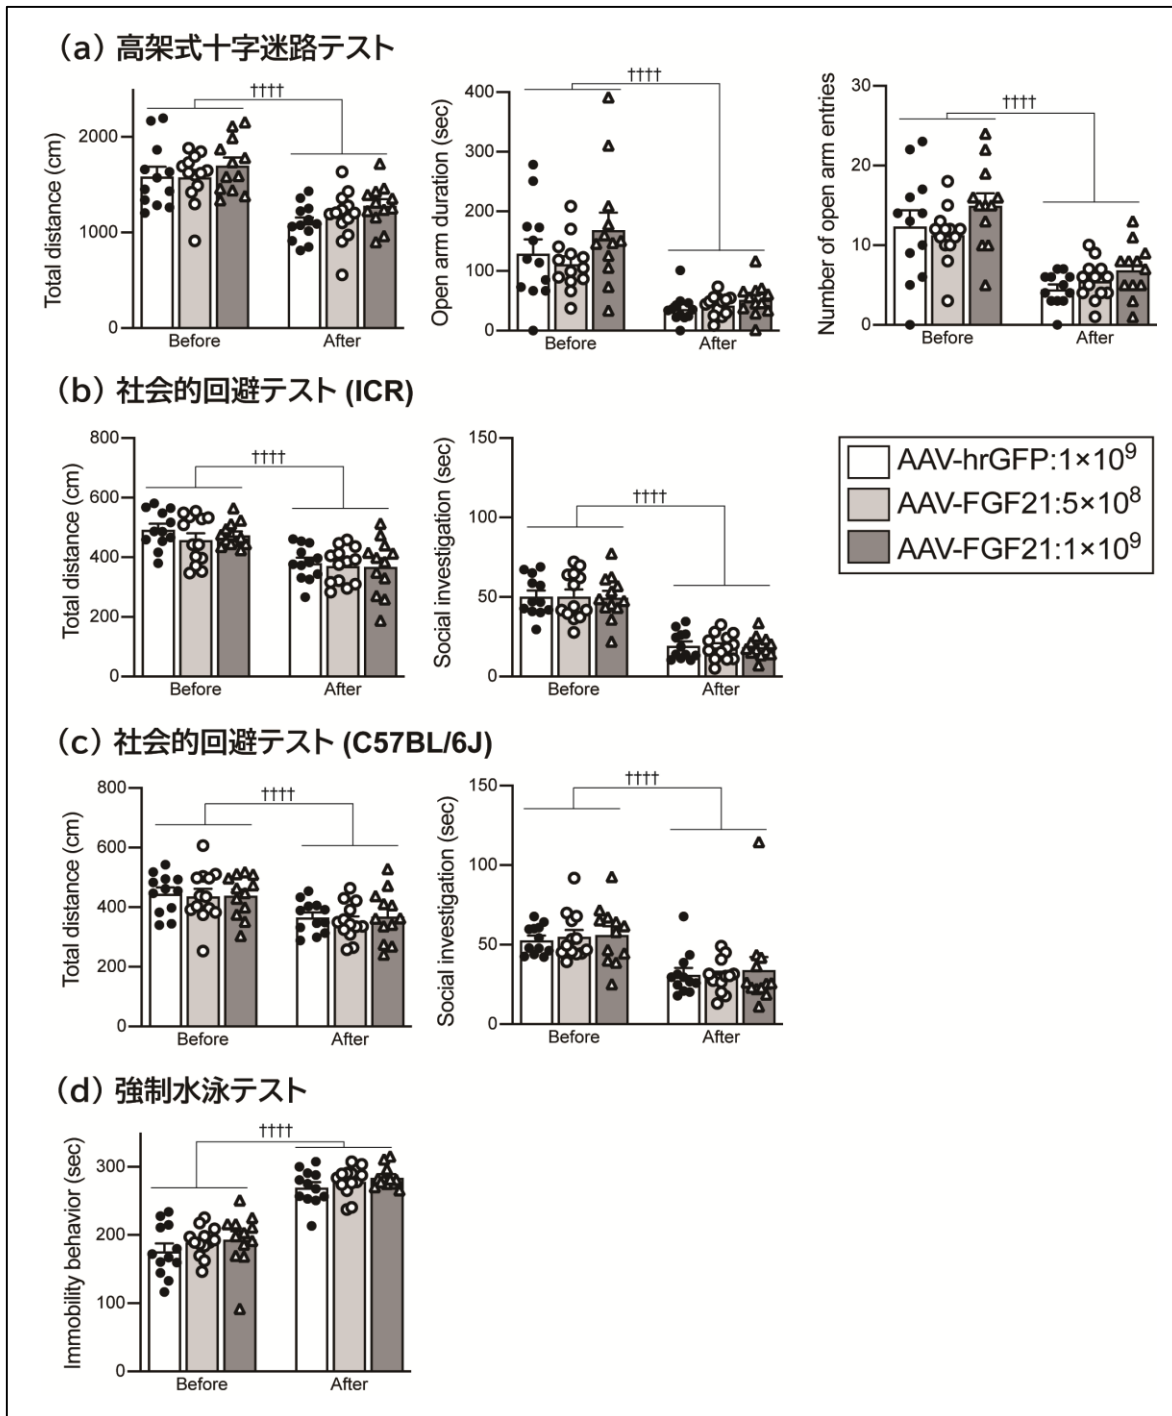 (a) 高架式十字迷路テスト
Total distance (cm)
2000
1000
0
Before
After
††††
Open arm duration (sec)
400
300
200
100
0
Before
After
††††
Number of open arm entries
30
20
10
0
Before
After
††††
(b) 社会的回避テスト (ICR)
Total distance (cm)
800
600
400
200
0
Before
After
††††
Social investigation (sec)
150
100
50
0
Before
After
††††
AAV-hrGFP:1×10⁹
AAV-FGF21:5×10⁸
AAV-FGF21:1×10⁹
(c) 社会的回避テスト (C57BL/6J)
Total distance (cm)
800
600
400
200
0
Before
After
††††
Social investigation (sec)
150
100
50
0
Before
After
††††
(d) 強制水泳テスト
Immobility behavior (sec)
300
200
100
0
Before
After
††††